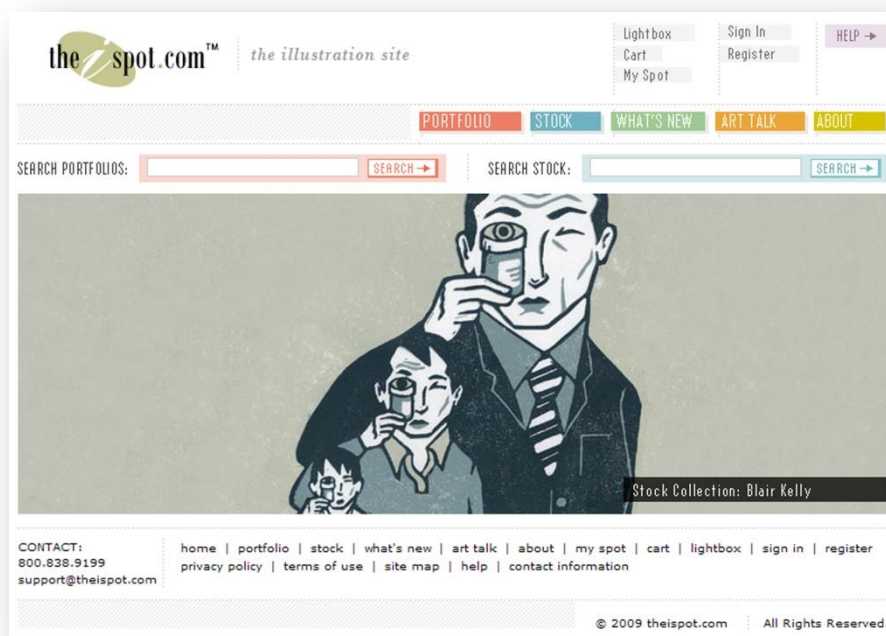 the i spot.com™
the illustration site
Lightbox
Cart
My Spot
Sign In
Register
HELP →
PORTFOLIO
STOCK
WHAT'S NEW
ART TALK
ABOUT
SEARCH PORTFOLIOS:
SEARCH →
SEARCH STOCK:
SEARCH →
Stock Collection: Blair Kelly
CONTACT:
800.838.9199
support@theispot.com
home | portfolio | stock | what's new | art talk | about | my spot | cart | lightbox | sign in | register
privacy policy | terms of use | site map | help | contact information
© 2009 theispot.com
All Rights Reserved